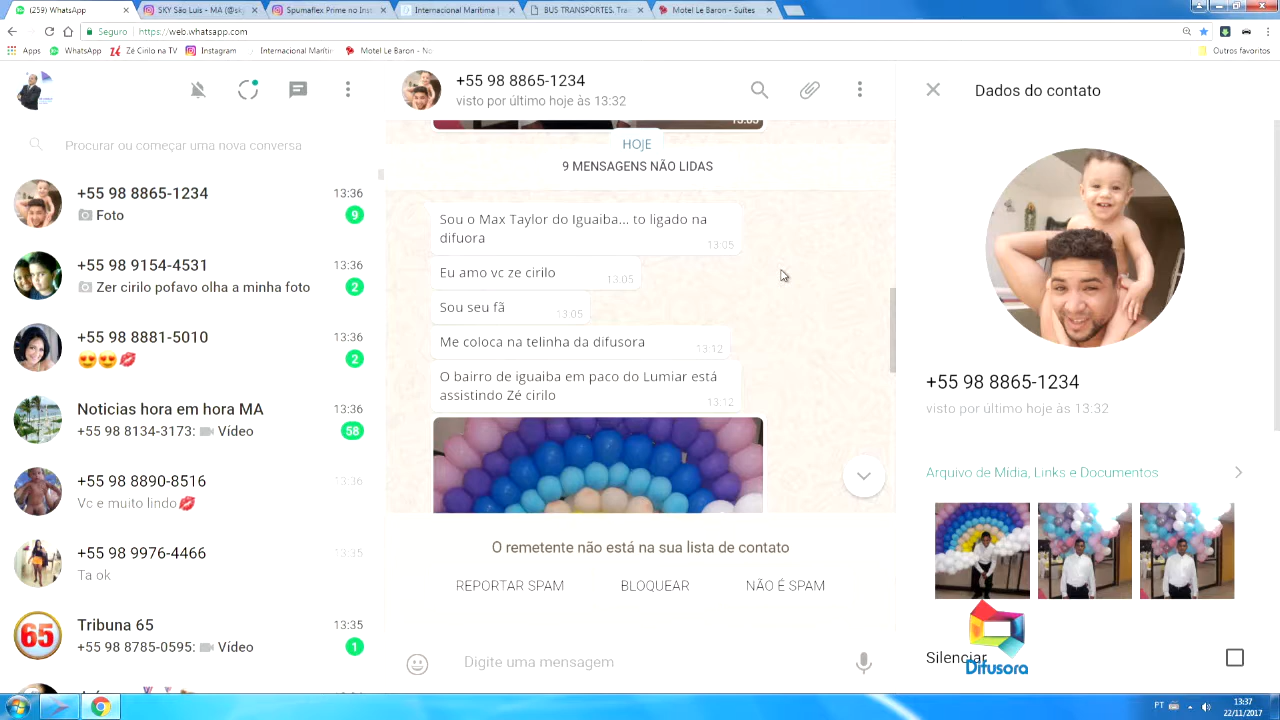 (259) WhatsApp
SKY São Luís - MA (@sk
Spumaflex Prime no Inst
Internacional Marítima |
BUS TRANSPORTES, Tra
Motel Le Baron - Suítes
Seguro
https://web.whatsapp.com
Apps
WhatsApp
Zé Cirilo na TV
Instagram
Internacional Marítim
Motel Le Baron - No
Outros favoritos
Procurar ou começar uma nova conversa
+55 98 8865-1234
13:36
Foto
9
+55 98 9154-4531
13:36
Zer cirilo pofavo olha a minha foto
2
+55 98 8881-5010
13:36
2
Noticias hora em hora MA
13:36
+55 98 8134-3173: Vídeo
58
+55 98 8890-8516
13:36
Vc e muito lindo
+55 98 9976-4466
13:35
Ta ok
65
Tribuna 65
13:35
+55 98 8785-0595: Vídeo
1
+55 98 8865-1234
visto por último hoje às 13:32
13:05
HOJE
9 MENSAGENS NÃO LIDAS
Sou o Max Taylor do Iguaiba... to ligado na
difuora
13:05
Eu amo vc ze cirilo
13:05
Sou seu fã
13:05
Me coloca na telinha da difusora
13:12
O bairro de iguaiba em paco do Lumiar está
assistindo Zé cirilo
13:12
O remetente não está na sua lista de contato
REPORTAR SPAM
BLOQUEAR
NÃO É SPAM
Digite uma mensagem
Dados do contato
+55 98 8865-1234
visto por último hoje às 13:32
Arquivo de Mídia, Links e Documentos
Silenciar
Difusora
PT
13:37
22/11/2017